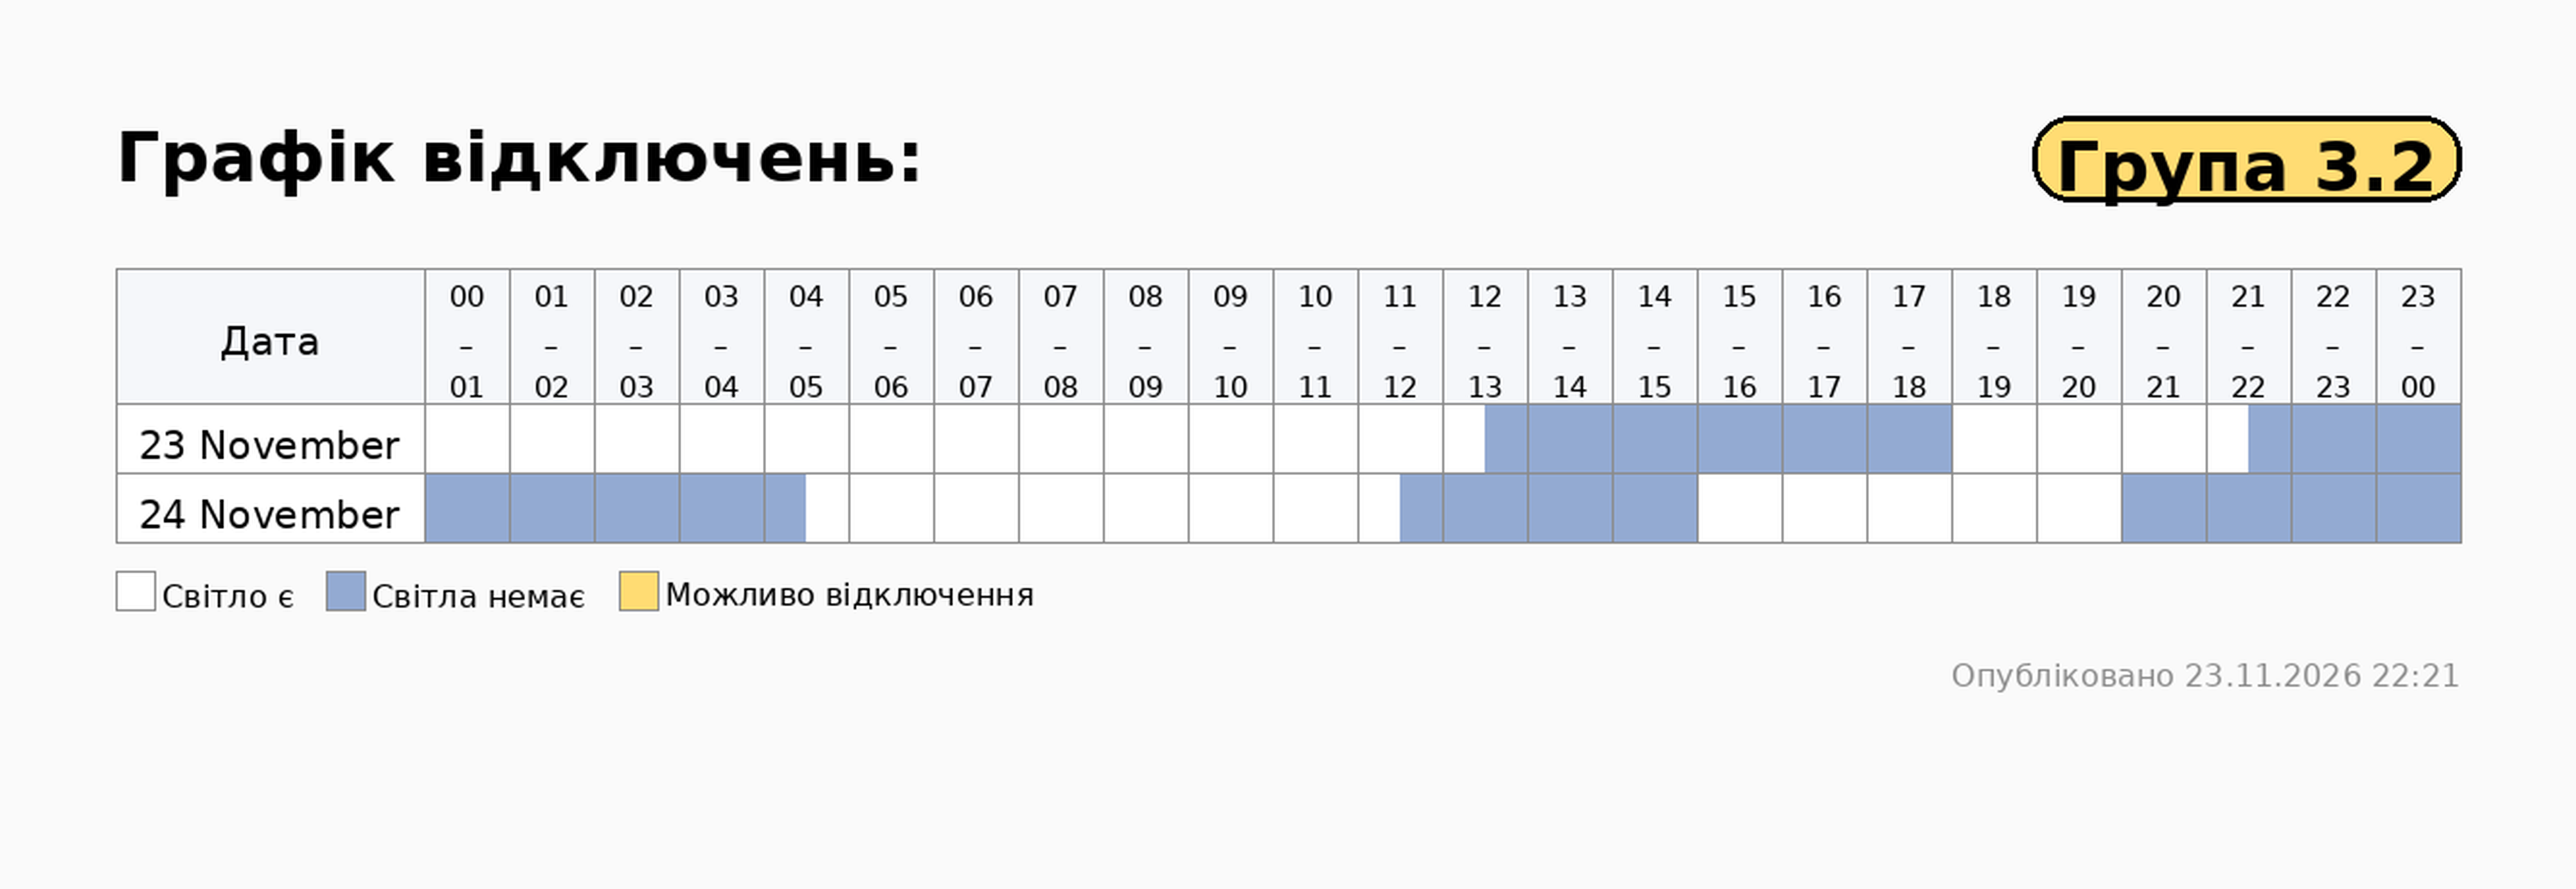 Графік відключень:
Група 3.2
Дата
00 – 01
01 – 02
02 – 03
03 – 04
04 – 05
05 – 06
06 – 07
07 – 08
08 – 09
09 – 10
10 – 11
11 – 12
12 – 13
13 – 14
14 – 15
15 – 16
16 – 17
17 – 18
18 – 19
19 – 20
20 – 21
21 – 22
22 – 23
23 – 00
23 November
24 November
Світло є
Світла немає
Можливо відключення
Опубліковано 23.11.2026 22:21